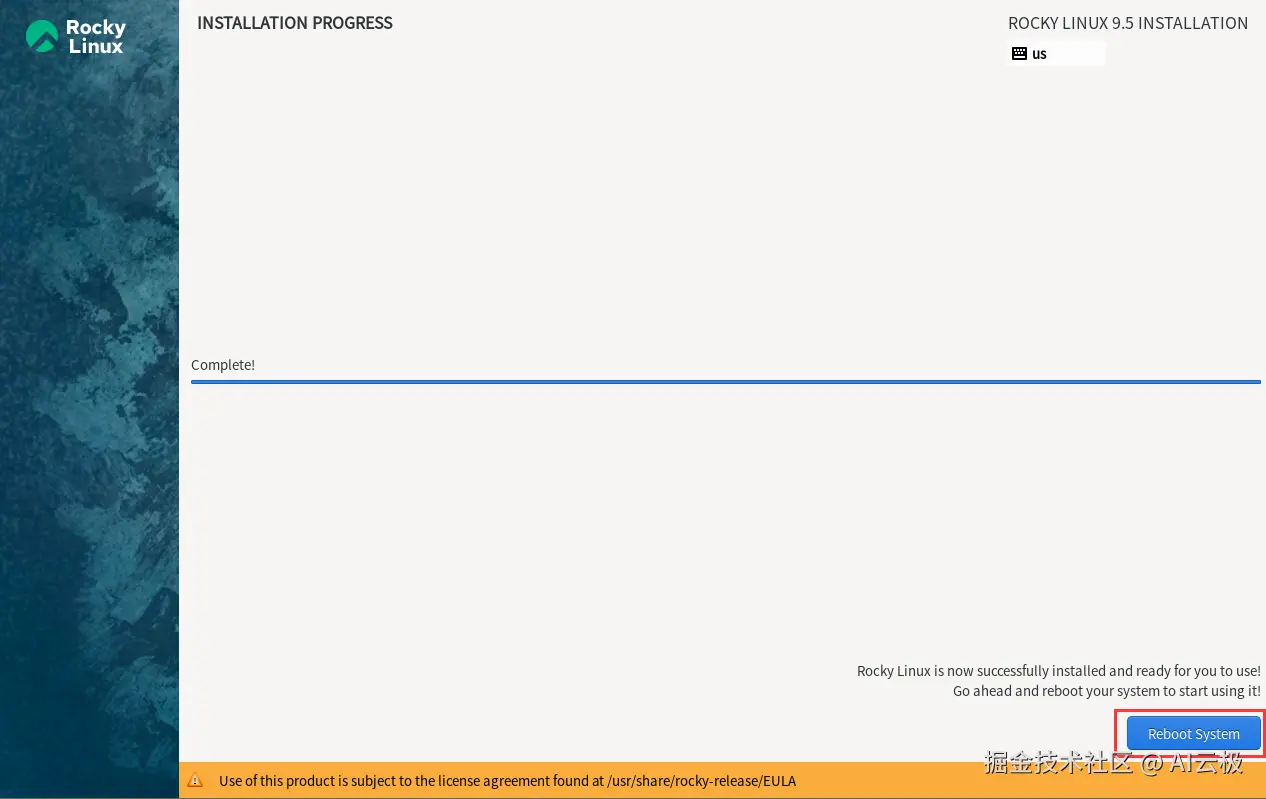 Rocky
Linux
INSTALLATION PROGRESS
ROCKY LINUX 9.5 INSTALLATION
us
Complete!
Rocky Linux is now successfully installed and ready for you to use!
Go ahead and reboot your system to start using it!
Reboot System
掘金技术社区 @ AI云极
Use of this product is subject to the license agreement found at /usr/share/rocky-release/EULA